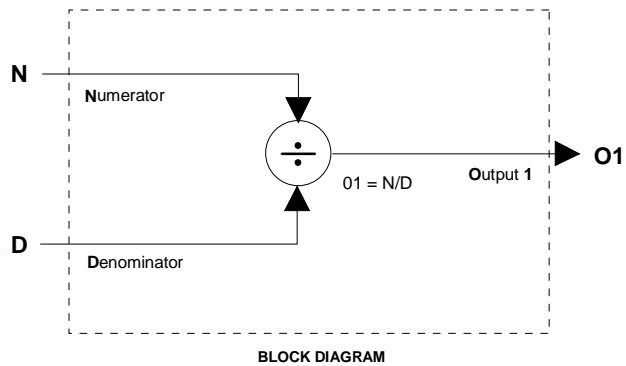 N
Numerator
÷
O1
Output 1
01 = N/D
D
Denominator
BLOCK DIAGRAM